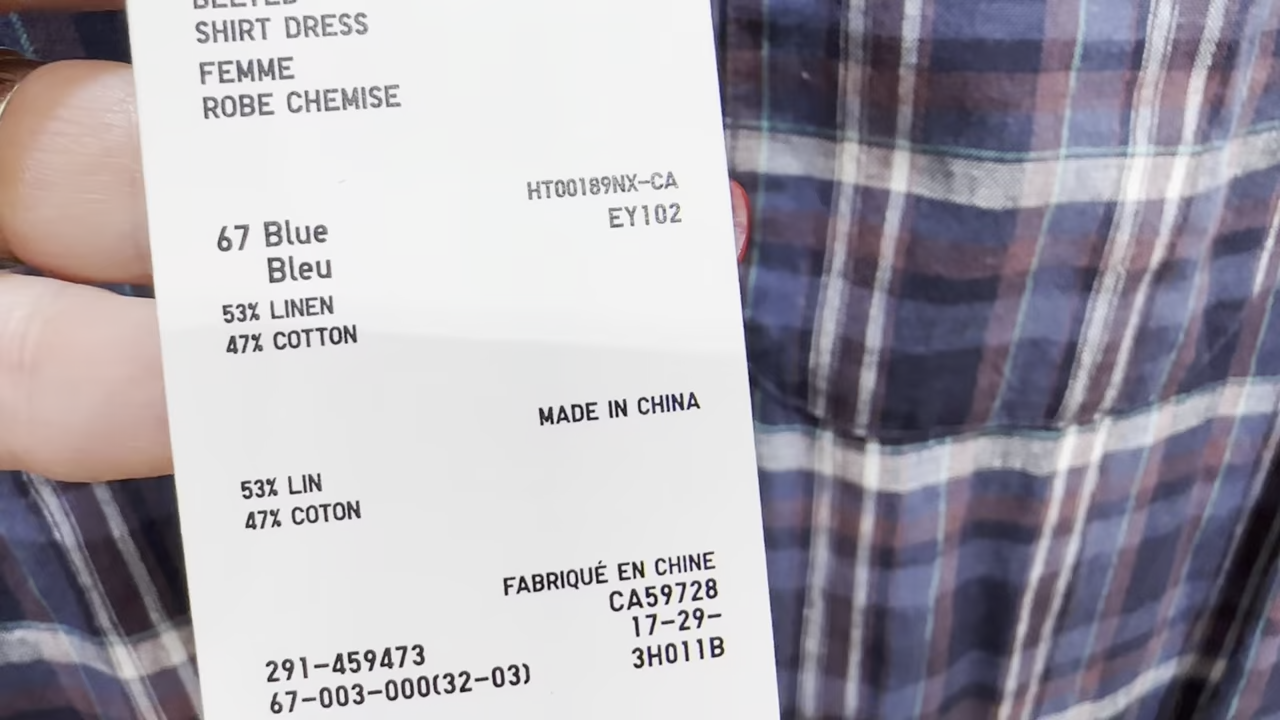 SHIRT DRESS
FEMME
ROBE CHEMISE
HT00189NX-CA
EY102
67 Blue
Bleu
53% LINEN
47% COTTON
MADE IN CHINA
53% LIN
47% COTON
FABRIQUÉ EN CHINE
CA59728
17-29-
3H011B
291-459473
67-003-000(32-03)